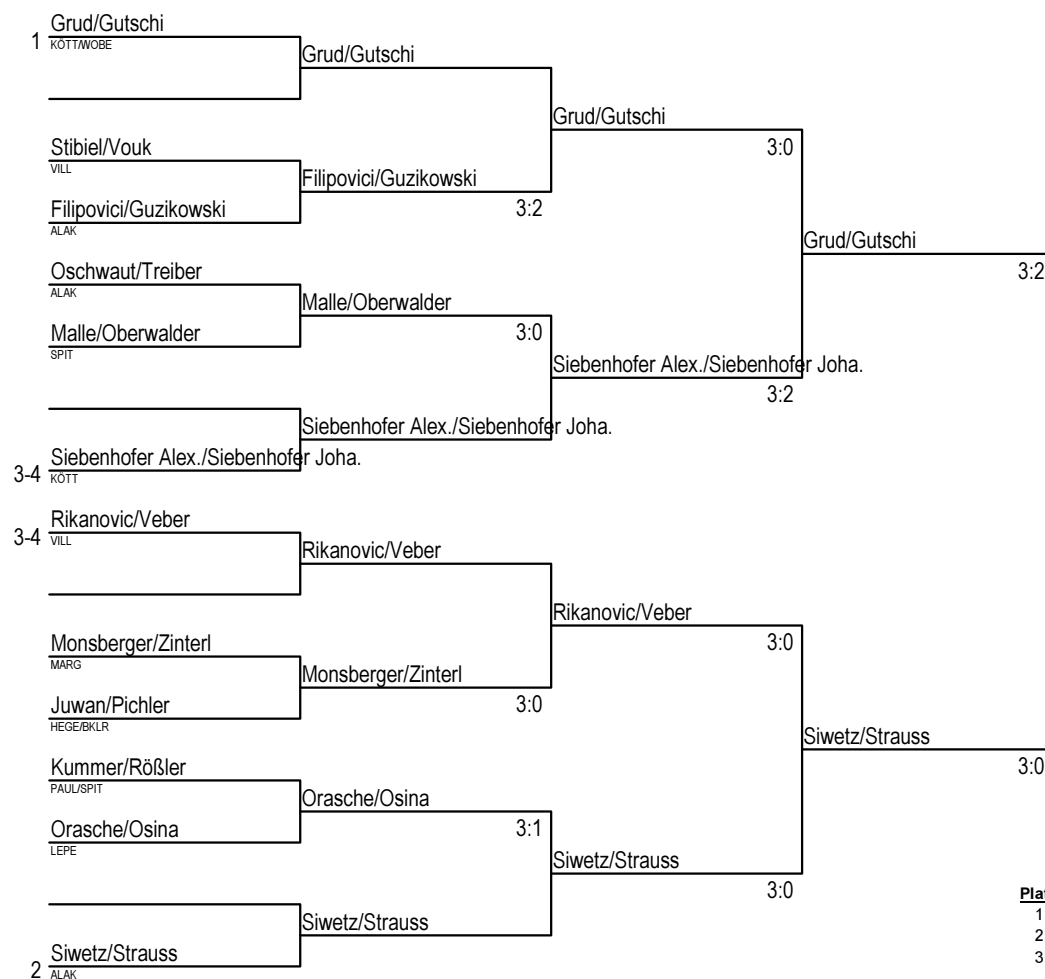 Grud/Gutschi
1 KÖTT/WOBE
Grud/Gutschi
Grud/Gutschi
3:0
Stibiel/Vouk
VILL
Filipovici/Guzikowski
3:2
Filipovici/Guzikowski
ALAK
Grud/Gutschi
3:2
Oschwaut/Treiber
ALAK
Malle/Oberwalder
3:0
Malle/Oberwalder
SPIT
Siebenhofer Alex./Siebenhofer Joha.
3:2
Siebenhofer Alex./Siebenhofer Joha.
Siebenhofer Alex./Siebenhofer Joha.
3-4 KÖTT
Rikanovic/Veber
3-4 VILL
Rikanovic/Veber
Rikanovic/Veber
3:0
Monsberger/Zinterl
MARG
Monsberger/Zinterl
3:0
Juwan/Pichler
HEGE/BKLR
Siwetz/Strauss
3:0
Kummer/Rößler
PAUL/SPIT
Orasche/Osina
3:1
Orasche/Osina
LEPE
Siwetz/Strauss
3:0
Siwetz/Strauss
Siwetz/Strauss
2 ALAK
Plat
1
2
3